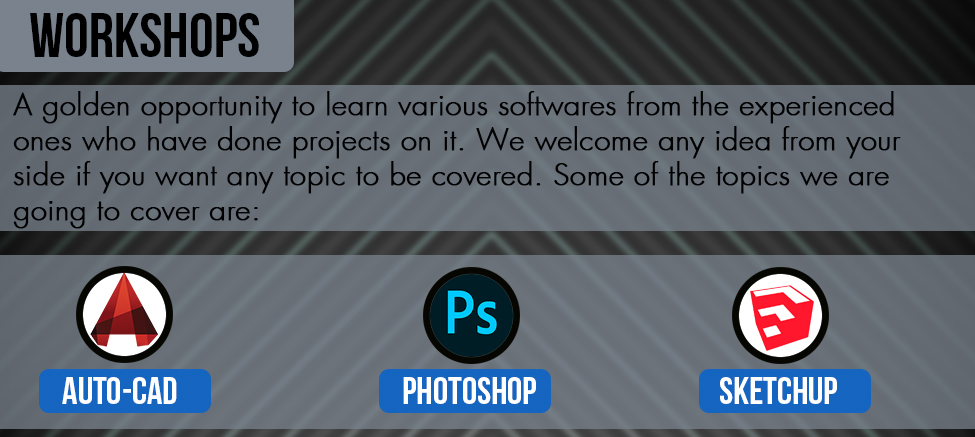 WORKSHOPS
A golden opportunity to learn various softwares from the experienced
ones who have done projects on it. We welcome any idea from your
side if you want any topic to be covered. Some of the topics we are
going to cover are:
Ps
AUTO-CAD
PHOTOSHOP
SKETCHUP